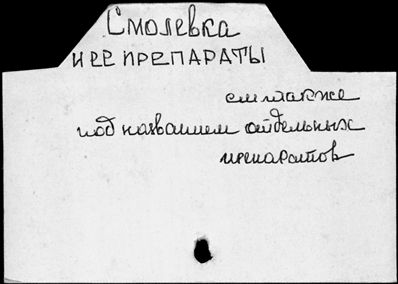 Смолевка
и ее препараты
см также
под названием отдельных
препаратов